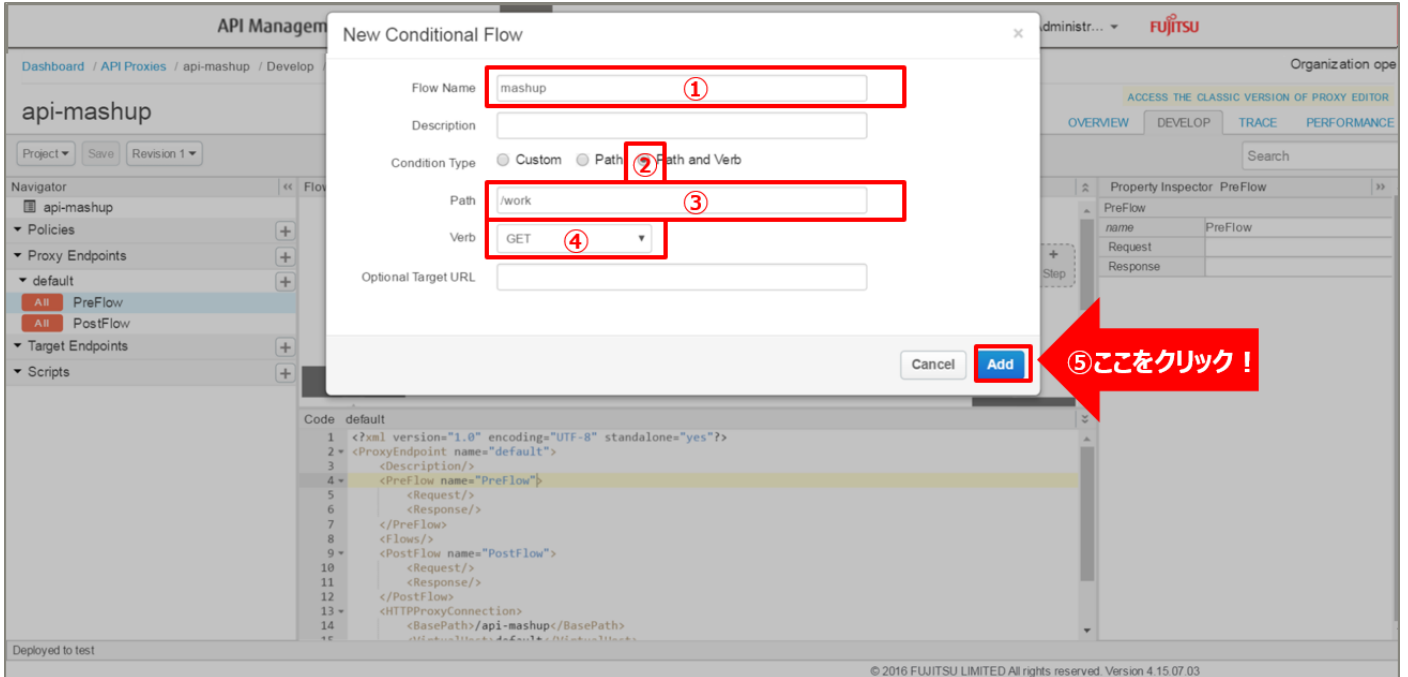 API Managem
New Conditional Flow
×
dministr...
FUJITSU
Dashboard / API Proxies / api-mashup / Develop /
Organization ope
ACCESS THE CLASSIC VERSION OF PROXY EDITOR
api-mashup
OVERVIEW DEVELOP TRACE PERFORMANCE
Project Save Revision 1
Search
Flow Name mashup ①
Description
Condition Type Custom Path ② Path and Verb
Path /work ③
Verb GET ④
Optional Target URL
Cancel Add
⑤ここをクリック！
Navigator
api-mashup
Policies
Proxy Endpoints
default
All PreFlow
All PostFlow
Target Endpoints
Scripts
Flow
+
Step
Property Inspector PreFlow
PreFlow
name PreFlow
Request
Response
Code default
1 <?xml version="1.0" encoding="UTF-8" standalone="yes"?>
2 <ProxyEndpoint name="default">
3 <Description/>
4 <PreFlow name="PreFlow">
5 <Request/>
6 <Response/>
7 </PreFlow>
8 <Flows/>
9 <PostFlow name="PostFlow">
10 <Request/>
11 <Response/>
12 </PostFlow>
13 <HTTPProxyConnection>
14 <BasePath>/api-mashup</BasePath>
15 <VirtualHost>default</VirtualHost>
Deployed to test
© 2016 FUJITSU LIMITED All rights reserved. Version 4.15.07.03